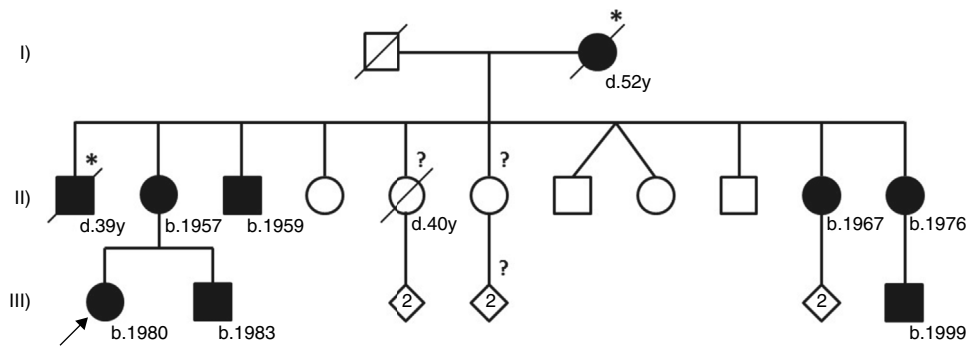 I)
*
d.52y
* ? ?
II)
d.39y b.1957 b.1959 d.40y b.1967 b.1976
?
III) 2 2 2
b.1980 b.1983 b.1999